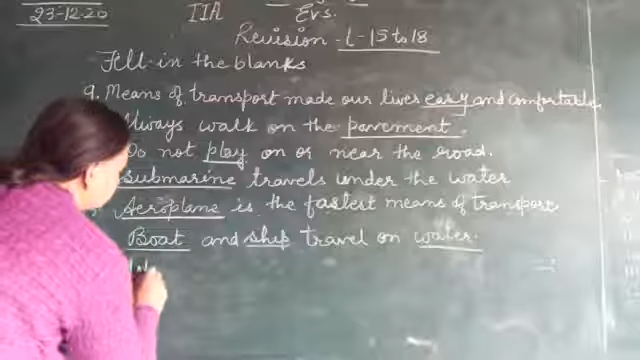 23-12-20 IIA Evs.
Revision - L-15 to 18
Fill in the blanks
9. Means of transport made our lives easy and comfortable
Always walk on the pavement.
Do not play on or near the road.
Submarine travels under the water
Aeroplane is the fastest means of transport.
Boat and ship travel on water.